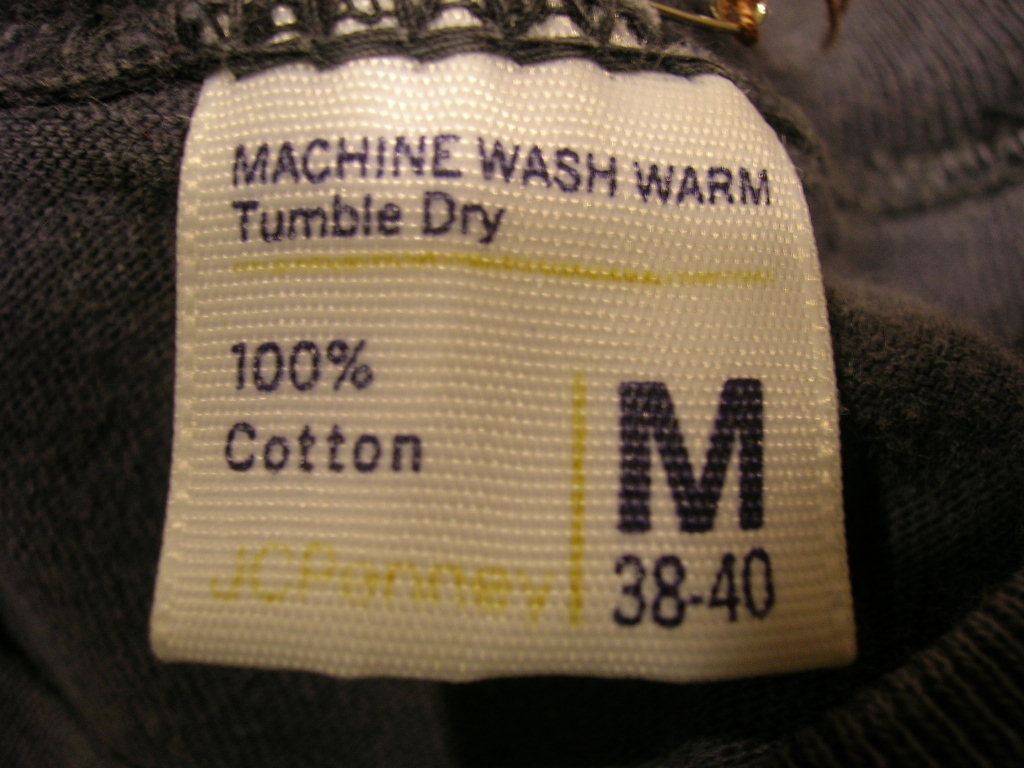 MACHINE WASH WARM
Tumble Dry
100%
Cotton
M
38-40
JCPenney